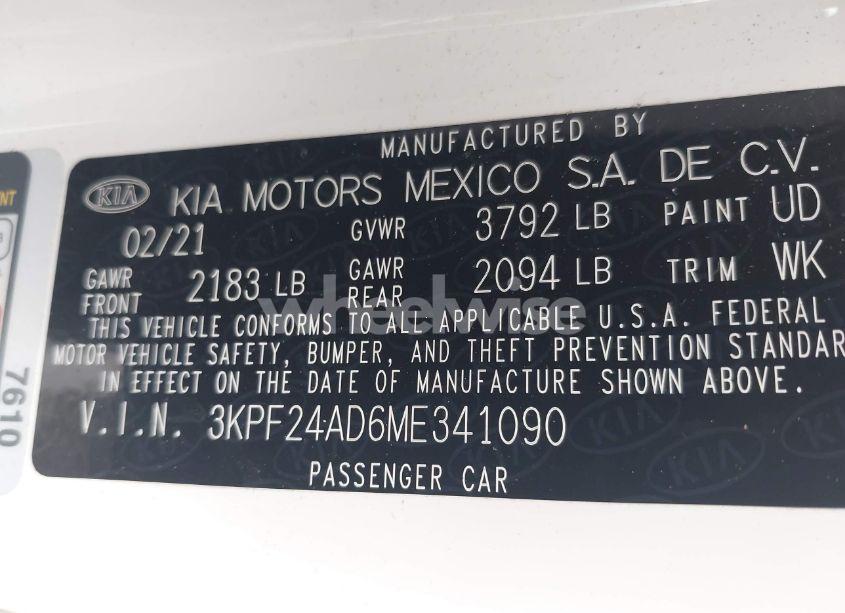 MANUFACTURED BY
KIA KIA MOTORS MEXICO S.A. DE C.V.
02/21 GVWR 3792 LB PAINT UD
GAWR FRONT 2183 LB GAWR REAR 2094 LB TRIM WK
THIS VEHICLE CONFORMS TO ALL APPLICABLE U.S.A. FEDERAL
MOTOR VEHICLE SAFETY, BUMPER, AND THEFT PREVENTION STANDAR
IN EFFECT ON THE DATE OF MANUFACTURE SHOWN ABOVE.
V.I.N. 3KPF24AD6ME341090
PASSENGER CAR
7610
wheelwise